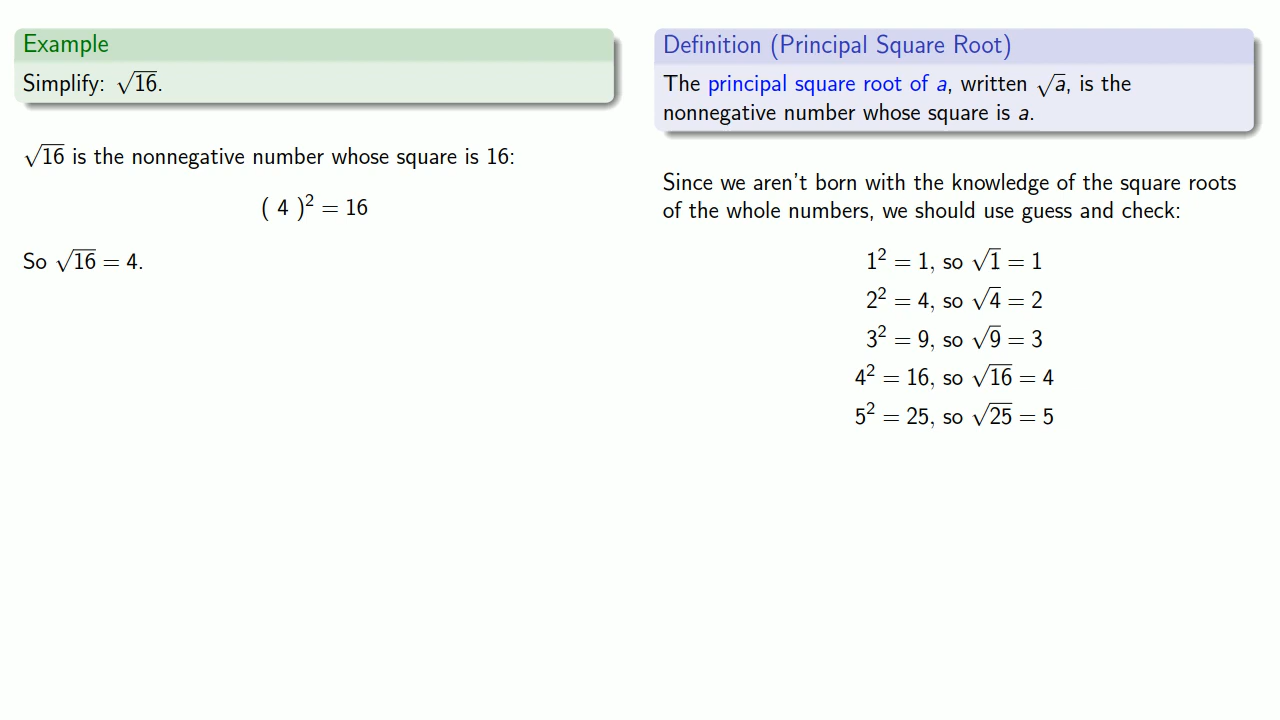 Example
Simplify: √16.
√16 is the nonnegative number whose square is 16:
( 4 )² = 16
So √16 = 4.
Definition (Principal Square Root)
The principal square root of a, written √a, is the
nonnegative number whose square is a.
Since we aren't born with the knowledge of the square roots
of the whole numbers, we should use guess and check:
1² = 1, so √1 = 1
2² = 4, so √4 = 2
3² = 9, so √9 = 3
4² = 16, so √16 = 4
5² = 25, so √25 = 5